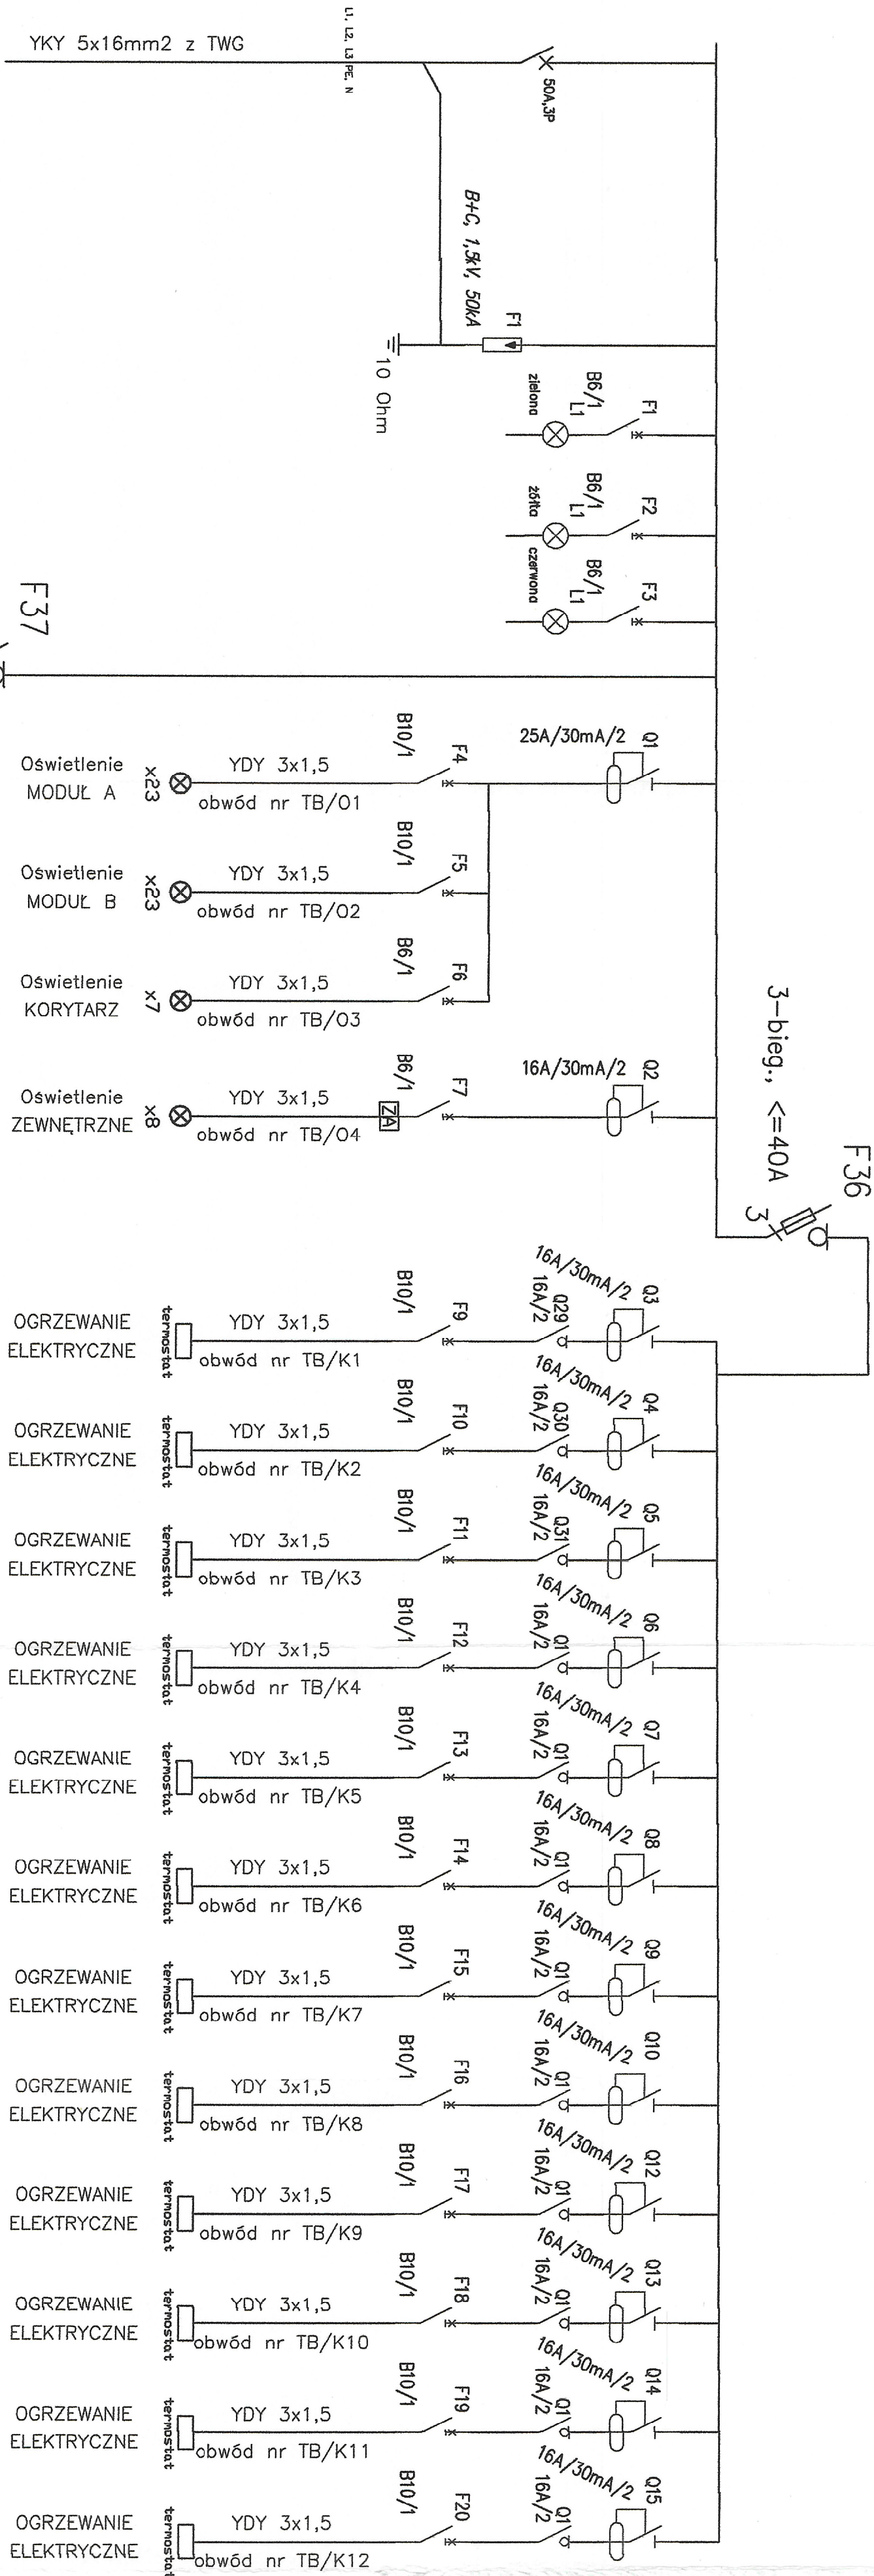 YKY 5x16mm2 z TWG
L1, L2, L3 PE, N
50A,3P
B+C, 1,5kV, 50kA
F1
10 Ohm
F1
B6/1
L1
zielona
F2
B6/1
L1
żółta
F3
B6/1
L1
czerwona
F37
Q1
25A/30mA/2
F4
B10/1
YDY 3x1,5
obwód nr TB/O1
x23
Oświetlenie
MODUŁ A
F5
B10/1
YDY 3x1,5
obwód nr TB/O2
x23
Oświetlenie
MODUŁ B
F6
B6/1
YDY 3x1,5
obwód nr TB/O3
x7
Oświetlenie
KORYTARZ
Q2
16A/30mA/2
F7
B6/1
ZA
YDY 3x1,5
obwód nr TB/O4
x8
Oświetlenie
ZEWNĘTRZNE
3-bieg., <=40A
F36
3
Q3
16A/30mA/2
Q29
16A/2
F9
B10/1
YDY 3x1,5
obwód nr TB/K1
termostat
OGRZEWANIE
ELEKTRYCZNE
Q4
16A/30mA/2
Q30
16A/2
F10
B10/1
YDY 3x1,5
obwód nr TB/K2
termostat
OGRZEWANIE
ELEKTRYCZNE
Q5
16A/30mA/2
Q31
16A/2
F11
B10/1
YDY 3x1,5
obwód nr TB/K3
termostat
OGRZEWANIE
ELEKTRYCZNE
Q6
16A/30mA/2
Q1
16A/2
F12
B10/1
YDY 3x1,5
obwód nr TB/K4
termostat
OGRZEWANIE
ELEKTRYCZNE
Q7
16A/30mA/2
Q1
16A/2
F13
B10/1
YDY 3x1,5
obwód nr TB/K5
termostat
OGRZEWANIE
ELEKTRYCZNE
Q8
16A/30mA/2
Q1
16A/2
F14
B10/1
YDY 3x1,5
obwód nr TB/K6
termostat
OGRZEWANIE
ELEKTRYCZNE
Q9
16A/30mA/2
Q1
16A/2
F15
B10/1
YDY 3x1,5
obwód nr TB/K7
termostat
OGRZEWANIE
ELEKTRYCZNE
Q10
16A/30mA/2
Q1
16A/2
F16
B10/1
YDY 3x1,5
obwód nr TB/K8
termostat
OGRZEWANIE
ELEKTRYCZNE
Q12
16A/30mA/2
Q1
16A/2
F17
B10/1
YDY 3x1,5
obwód nr TB/K9
termostat
OGRZEWANIE
ELEKTRYCZNE
Q13
16A/30mA/2
Q1
16A/2
F18
B10/1
YDY 3x1,5
obwód nr TB/K10
termostat
OGRZEWANIE
ELEKTRYCZNE
Q14
16A/30mA/2
Q1
16A/2
F19
B10/1
YDY 3x1,5
obwód nr TB/K11
termostat
OGRZEWANIE
ELEKTRYCZNE
Q15
16A/30mA/2
Q1
16A/2
F20
B10/1
YDY 3x1,5
obwód nr TB/K12
termostat
OGRZEWANIE
ELEKTRYCZNE